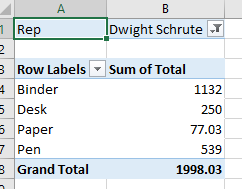 A B
1 Rep Dwight Schrute
2
3 Row Labels Sum of Total
4 Binder 1132
5 Desk 250
6 Paper 77.03
7 Pen 539
8 Grand Total 1998.03